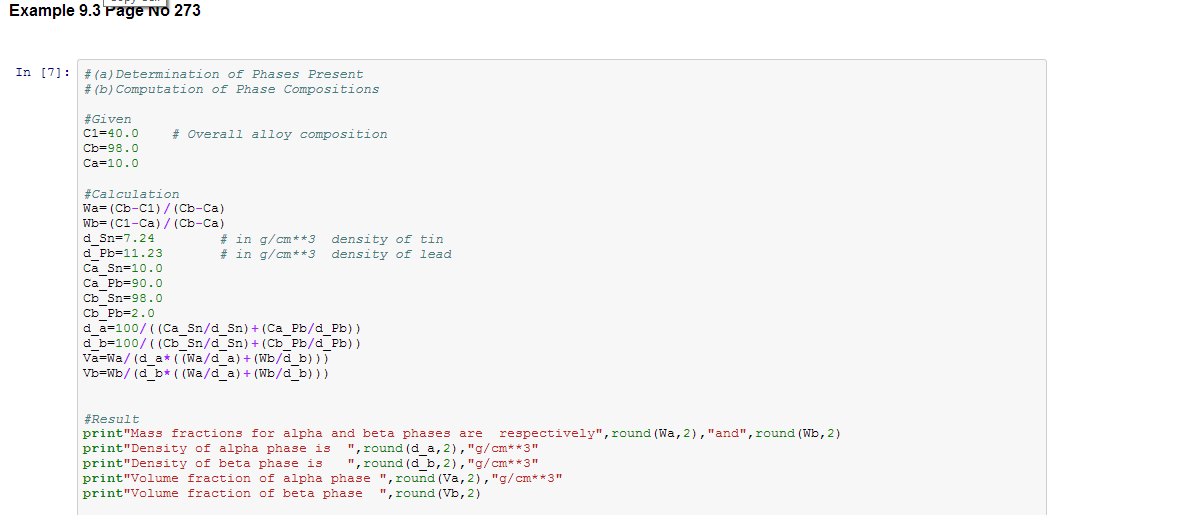 Example 9.3 Page No 273
In [7]: #(a)Determination of Phases Present
#(b)Computation of Phase Compositions
#Given
C1=40.0    # Overall alloy composition
Cb=98.0
Ca=10.0
#Calculation
Wa=(Cb-C1)/(Cb-Ca)
Wb=(C1-Ca)/(Cb-Ca)
d_Sn=7.24          # in g/cm**3  density of tin
d_Pb=11.23         # in g/cm**3  density of lead
Ca_Sn=10.0
Ca_Pb=90.0
Cb_Sn=98.0
Cb_Pb=2.0
d_a=100/((Ca_Sn/d_Sn)+(Ca_Pb/d_Pb))
d_b=100/((Cb_Sn/d_Sn)+(Cb_Pb/d_Pb))
Va=Wa/(d_a*((Wa/d_a)+(Wb/d_b)))
Vb=Wb/(d_b*((Wa/d_a)+(Wb/d_b)))
#Result
print"Mass fractions for alpha and beta phases are  respectively",round(Wa,2),"and",round(Wb,2)
print"Density of alpha phase is  ",round(d_a,2),"g/cm**3"
print"Density of beta phase is   ",round(d_b,2),"g/cm**3"
print"Volume fraction of alpha phase ",round(Va,2),"g/cm**3"
print"Volume fraction of beta phase  ",round(Vb,2)